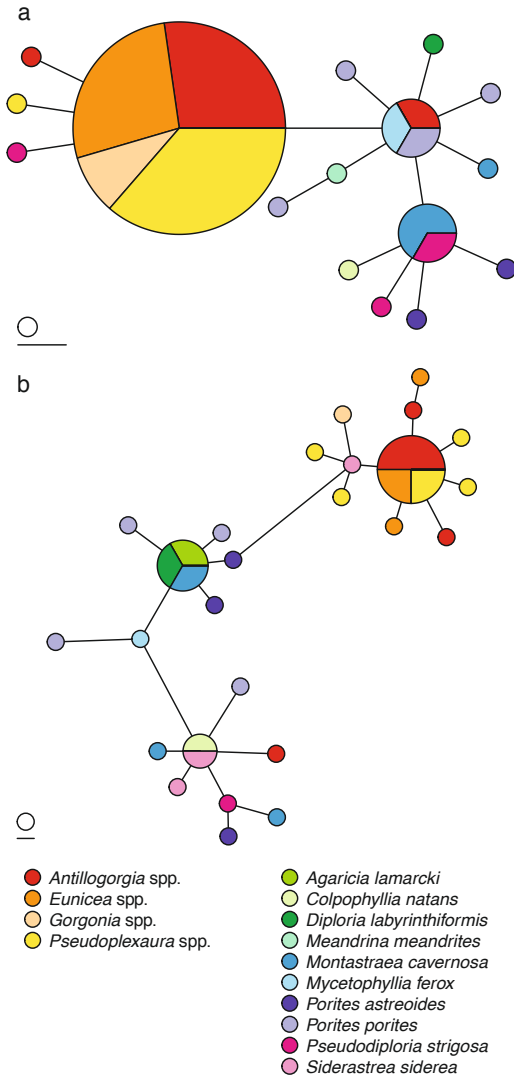 a
b
Antillogorgia spp.
Eunicea spp.
Gorgonia spp.
Pseudoplexaura spp.
Agaricia lamarcki
Colpophyllia natans
Diploria labyrinthiformis
Meandrina meandrites
Montastraea cavernosa
Mycetophyllia ferox
Porites astreoides
Porites porites
Pseudodiploria strigosa
Siderastrea siderea